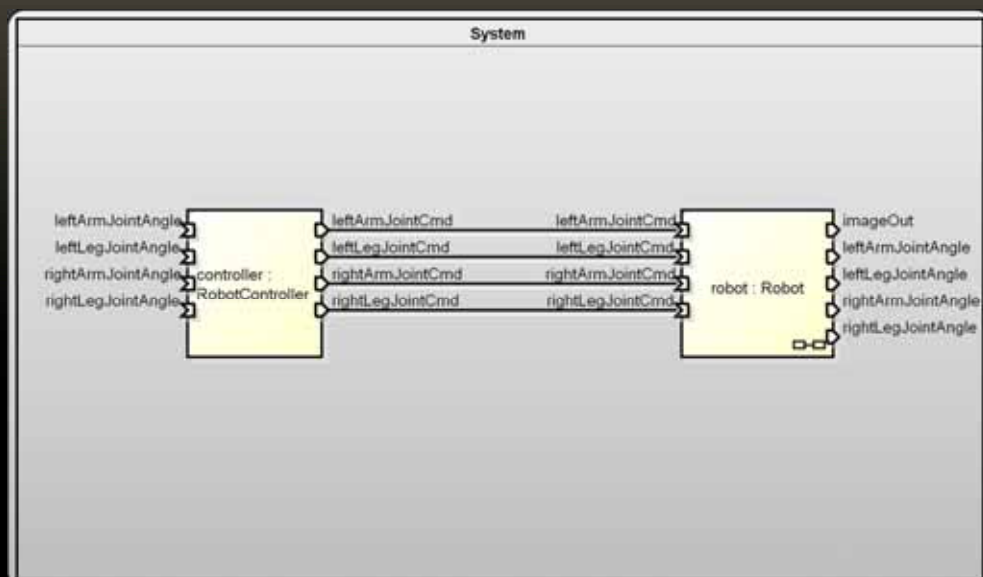 System
leftArmJointAngle
leftLegJointAngle
rightArmJointAngle
rightLegJointAngle
controller :
RobotController
leftArmJointCmd
leftLegJointCmd
rightArmJointCmd
rightLegJointCmd
leftArmJointCmd
leftLegJointCmd
rightArmJointCmd
rightLegJointCmd
robot : Robot
imageOut
leftArmJointAngle
leftLegJointAngle
rightArmJointAngle
rightLegJointAngle